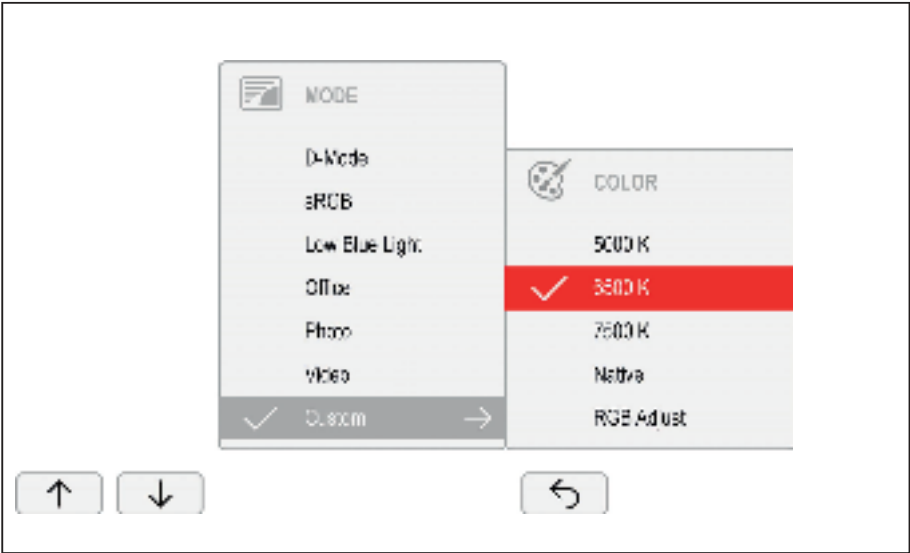 MODE
D-Mode
sRGB
Low Blue Light
Office
Photo
Video
Custom
COLOR
5000 K
6500 K
7500 K
Native
RGB Adjust